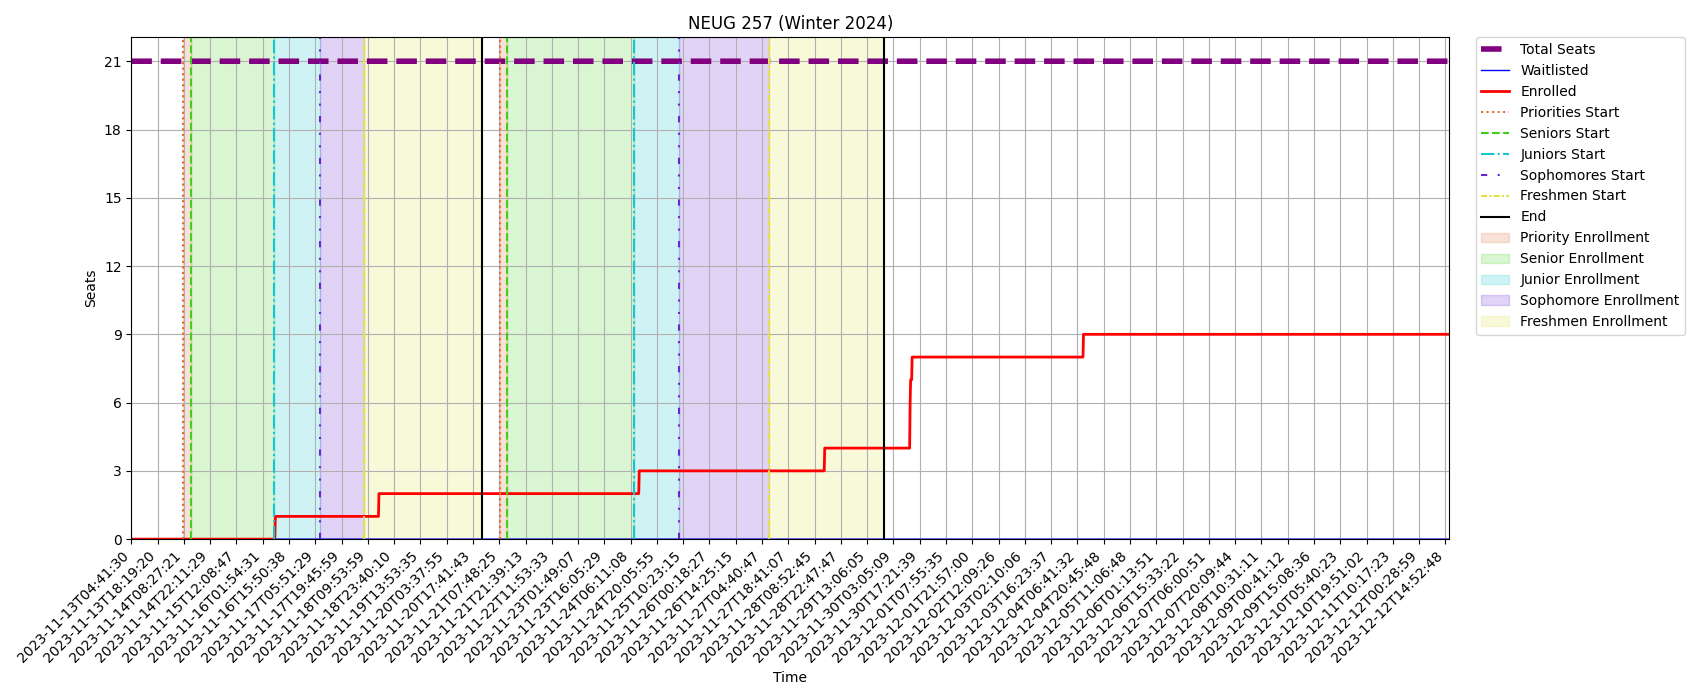 NEUG 257 (Winter 2024)
Seats
21
18
15
12
9
6
3
0
2023-11-13T04:41:30
2023-11-13T18:19:20
2023-11-14T08:27:21
2023-11-14T22:11:29
2023-11-15T12:08:47
2023-11-16T01:54:31
2023-11-16T15:50:38
2023-11-17T05:51:29
2023-11-17T19:45:59
2023-11-18T09:53:59
2023-11-18T23:40:10
2023-11-19T13:53:35
2023-11-20T03:37:55
2023-11-20T17:41:43
2023-11-21T07:48:25
2023-11-21T21:39:13
2023-11-22T11:53:33
2023-11-23T01:49:07
2023-11-23T16:05:29
2023-11-24T06:11:08
2023-11-24T20:05:55
2023-11-25T10:23:15
2023-11-26T00:18:27
2023-11-26T14:25:15
2023-11-27T04:40:47
2023-11-27T18:41:07
2023-11-28T08:52:45
2023-11-28T22:47:47
2023-11-29T13:06:05
2023-11-30T03:05:09
2023-11-30T17:21:39
2023-12-01T07:55:35
2023-12-01T21:57:00
2023-12-02T12:09:26
2023-12-03T02:10:06
2023-12-03T16:23:37
2023-12-04T06:41:32
2023-12-04T20:45:48
2023-12-05T11:06:48
2023-12-06T01:13:51
2023-12-06T15:33:22
2023-12-07T06:00:51
2023-12-07T20:09:44
2023-12-08T10:31:11
2023-12-09T00:41:12
2023-12-09T15:08:36
2023-12-10T05:40:23
2023-12-10T19:51:02
2023-12-11T10:17:23
2023-12-12T00:28:59
2023-12-12T14:52:48
Time
Total Seats
Waitlisted
Enrolled
Priorities Start
Seniors Start
Juniors Start
Sophomores Start
Freshmen Start
End
Priority Enrollment
Senior Enrollment
Junior Enrollment
Sophomore Enrollment
Freshmen Enrollment